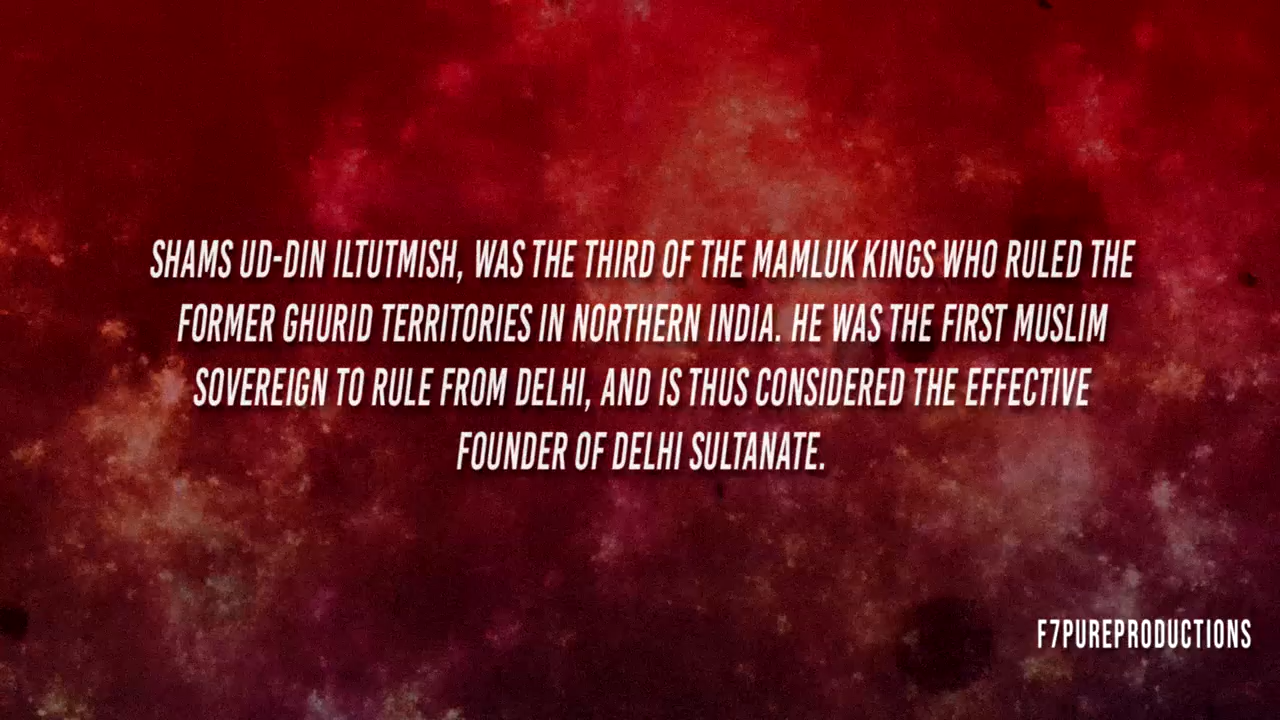 SHAMS UD-DIN ILTUTMISH, WAS THE THIRD OF THE MAMLUK KINGS WHO RULED THE
FORMER GHURID TERRITORIES IN NORTHERN INDIA. HE WAS THE FIRST MUSLIM
SOVEREIGN TO RULE FROM DELHI, AND IS THUS CONSIDERED THE EFFECTIVE
FOUNDER OF DELHI SULTANATE.
F7PUREPRODUCTIONS